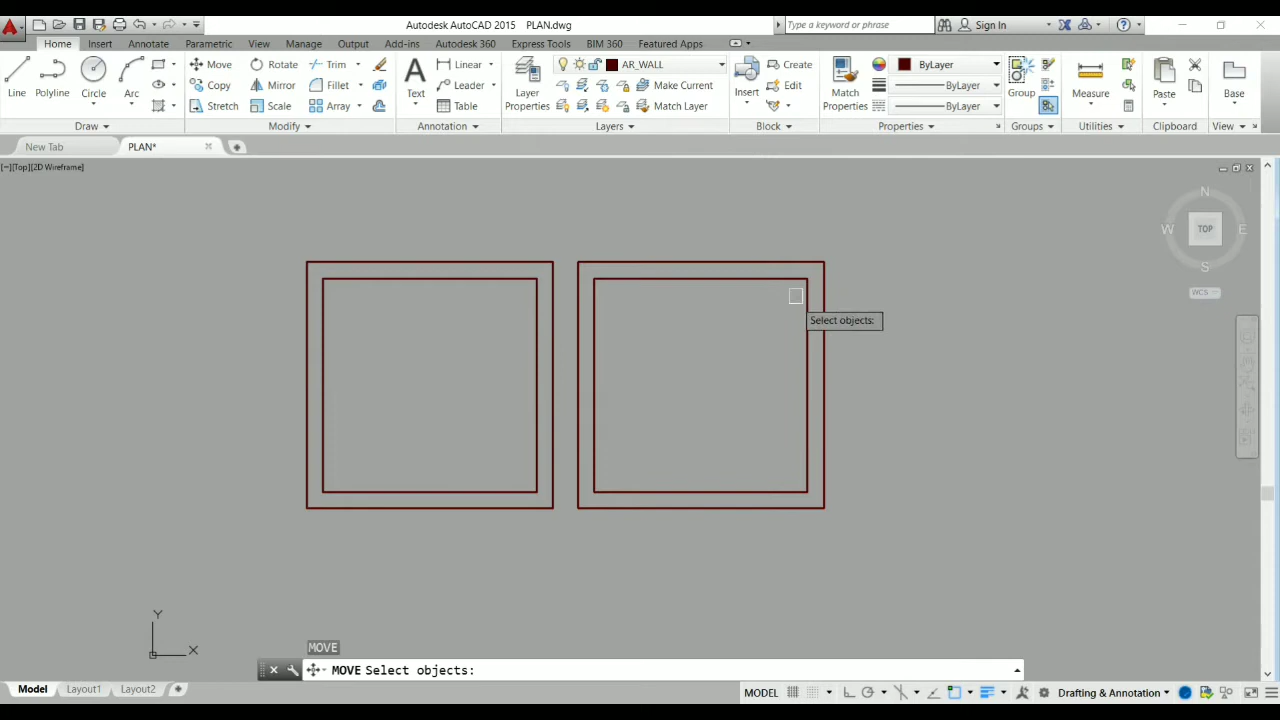 Autodesk AutoCAD 2015 PLAN.dwg
Type a keyword or phrase
Sign In
Home Insert Annotate Parametric View Manage Output Add-ins Autodesk 360 Express Tools BIM 360 Featured Apps
Line
Polyline
Circle
Arc
Move
Rotate
Trim
Copy
Mirror
Fillet
Stretch
Scale
Array
Text
Linear
Leader
Table
Layer
Properties
AR_WALL
Make Current
Match Layer
Insert
Create
Edit
Match
Properties
ByLayer
ByLayer
ByLayer
Group
Measure
Paste
Base
Draw
Modify
Annotation
Layers
Block
Properties
Groups
Utilities
Clipboard
View
New Tab
PLAN*
[−][Top][2D Wireframe]
N
W
TOP
E
S
WCS
Select objects:
Y
X
MOVE
MOVE Select objects:
Model Layout1 Layout2
MODEL
Drafting & Annotation